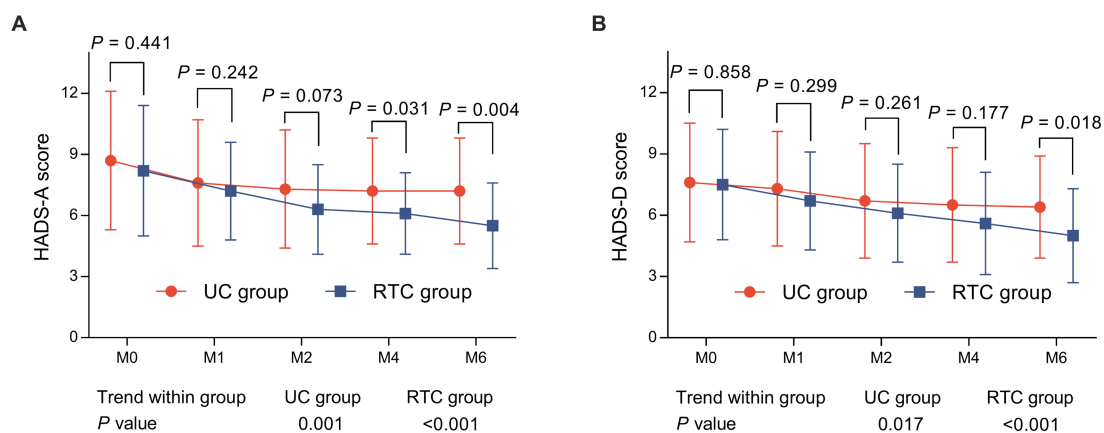 A
P = 0.441
P = 0.242
P = 0.073
P = 0.031
P = 0.004
12
9
6
3
0
HADS-A score
UC group
RTC group
M0
M1
M2
M4
M6
Trend within group UC group RTC group
P value 0.001 <0.001
B
P = 0.858
P = 0.299
P = 0.261
P = 0.177
P = 0.018
12
9
6
3
0
HADS-D score
UC group
RTC group
M0
M1
M2
M4
M6
Trend within group UC group RTC group
P value 0.017 <0.001